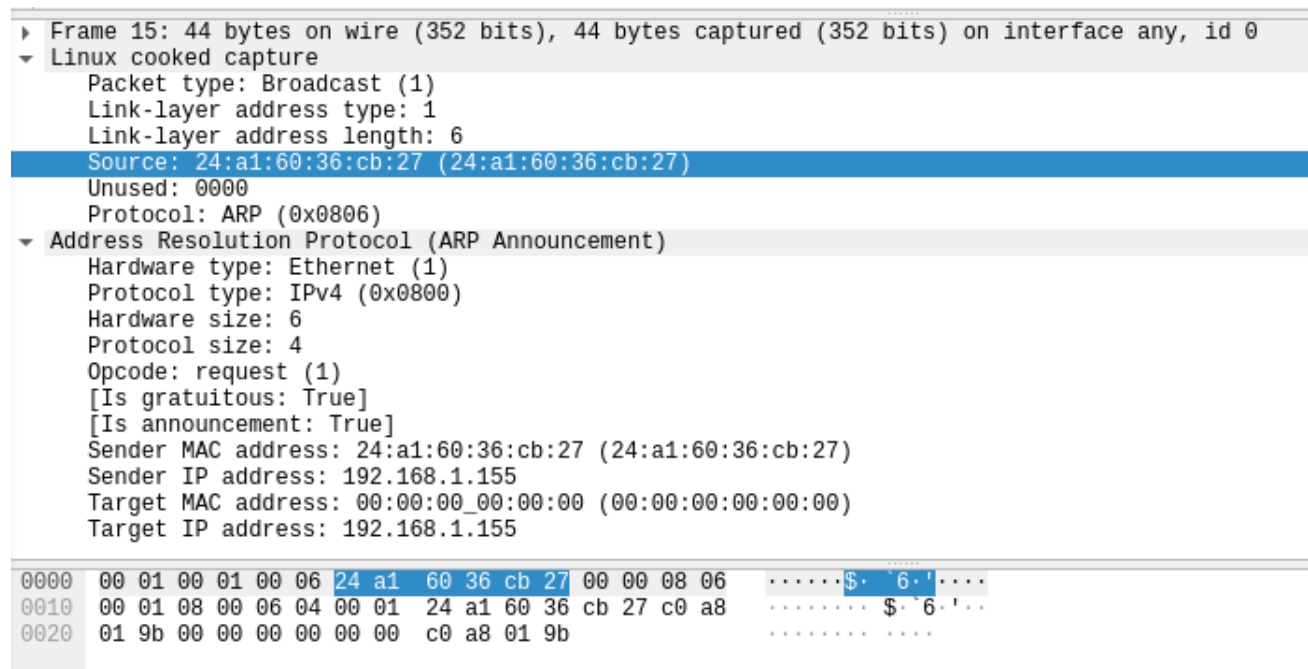 Frame 15: 44 bytes on wire (352 bits), 44 bytes captured (352 bits) on interface any, id 0
Linux cooked capture
Packet type: Broadcast (1)
Link-layer address type: 1
Link-layer address length: 6
Source: 24:a1:60:36:cb:27 (24:a1:60:36:cb:27)
Unused: 0000
Protocol: ARP (0x0806)
Address Resolution Protocol (ARP Announcement)
Hardware type: Ethernet (1)
Protocol type: IPv4 (0x0800)
Hardware size: 6
Protocol size: 4
Opcode: request (1)
[Is gratuitous: True]
[Is announcement: True]
Sender MAC address: 24:a1:60:36:cb:27 (24:a1:60:36:cb:27)
Sender IP address: 192.168.1.155
Target MAC address: 00:00:00_00:00:00 (00:00:00:00:00:00)
Target IP address: 192.168.1.155
0000 00 01 00 01 00 06 24 a1 60 36 cb 27 00 00 08 06 ······$· `6·'····
0010 00 01 08 00 06 04 00 01 24 a1 60 36 cb 27 c0 a8 ········ $·`6·'··
0020 01 9b 00 00 00 00 00 00 c0 a8 01 9b ········ ····